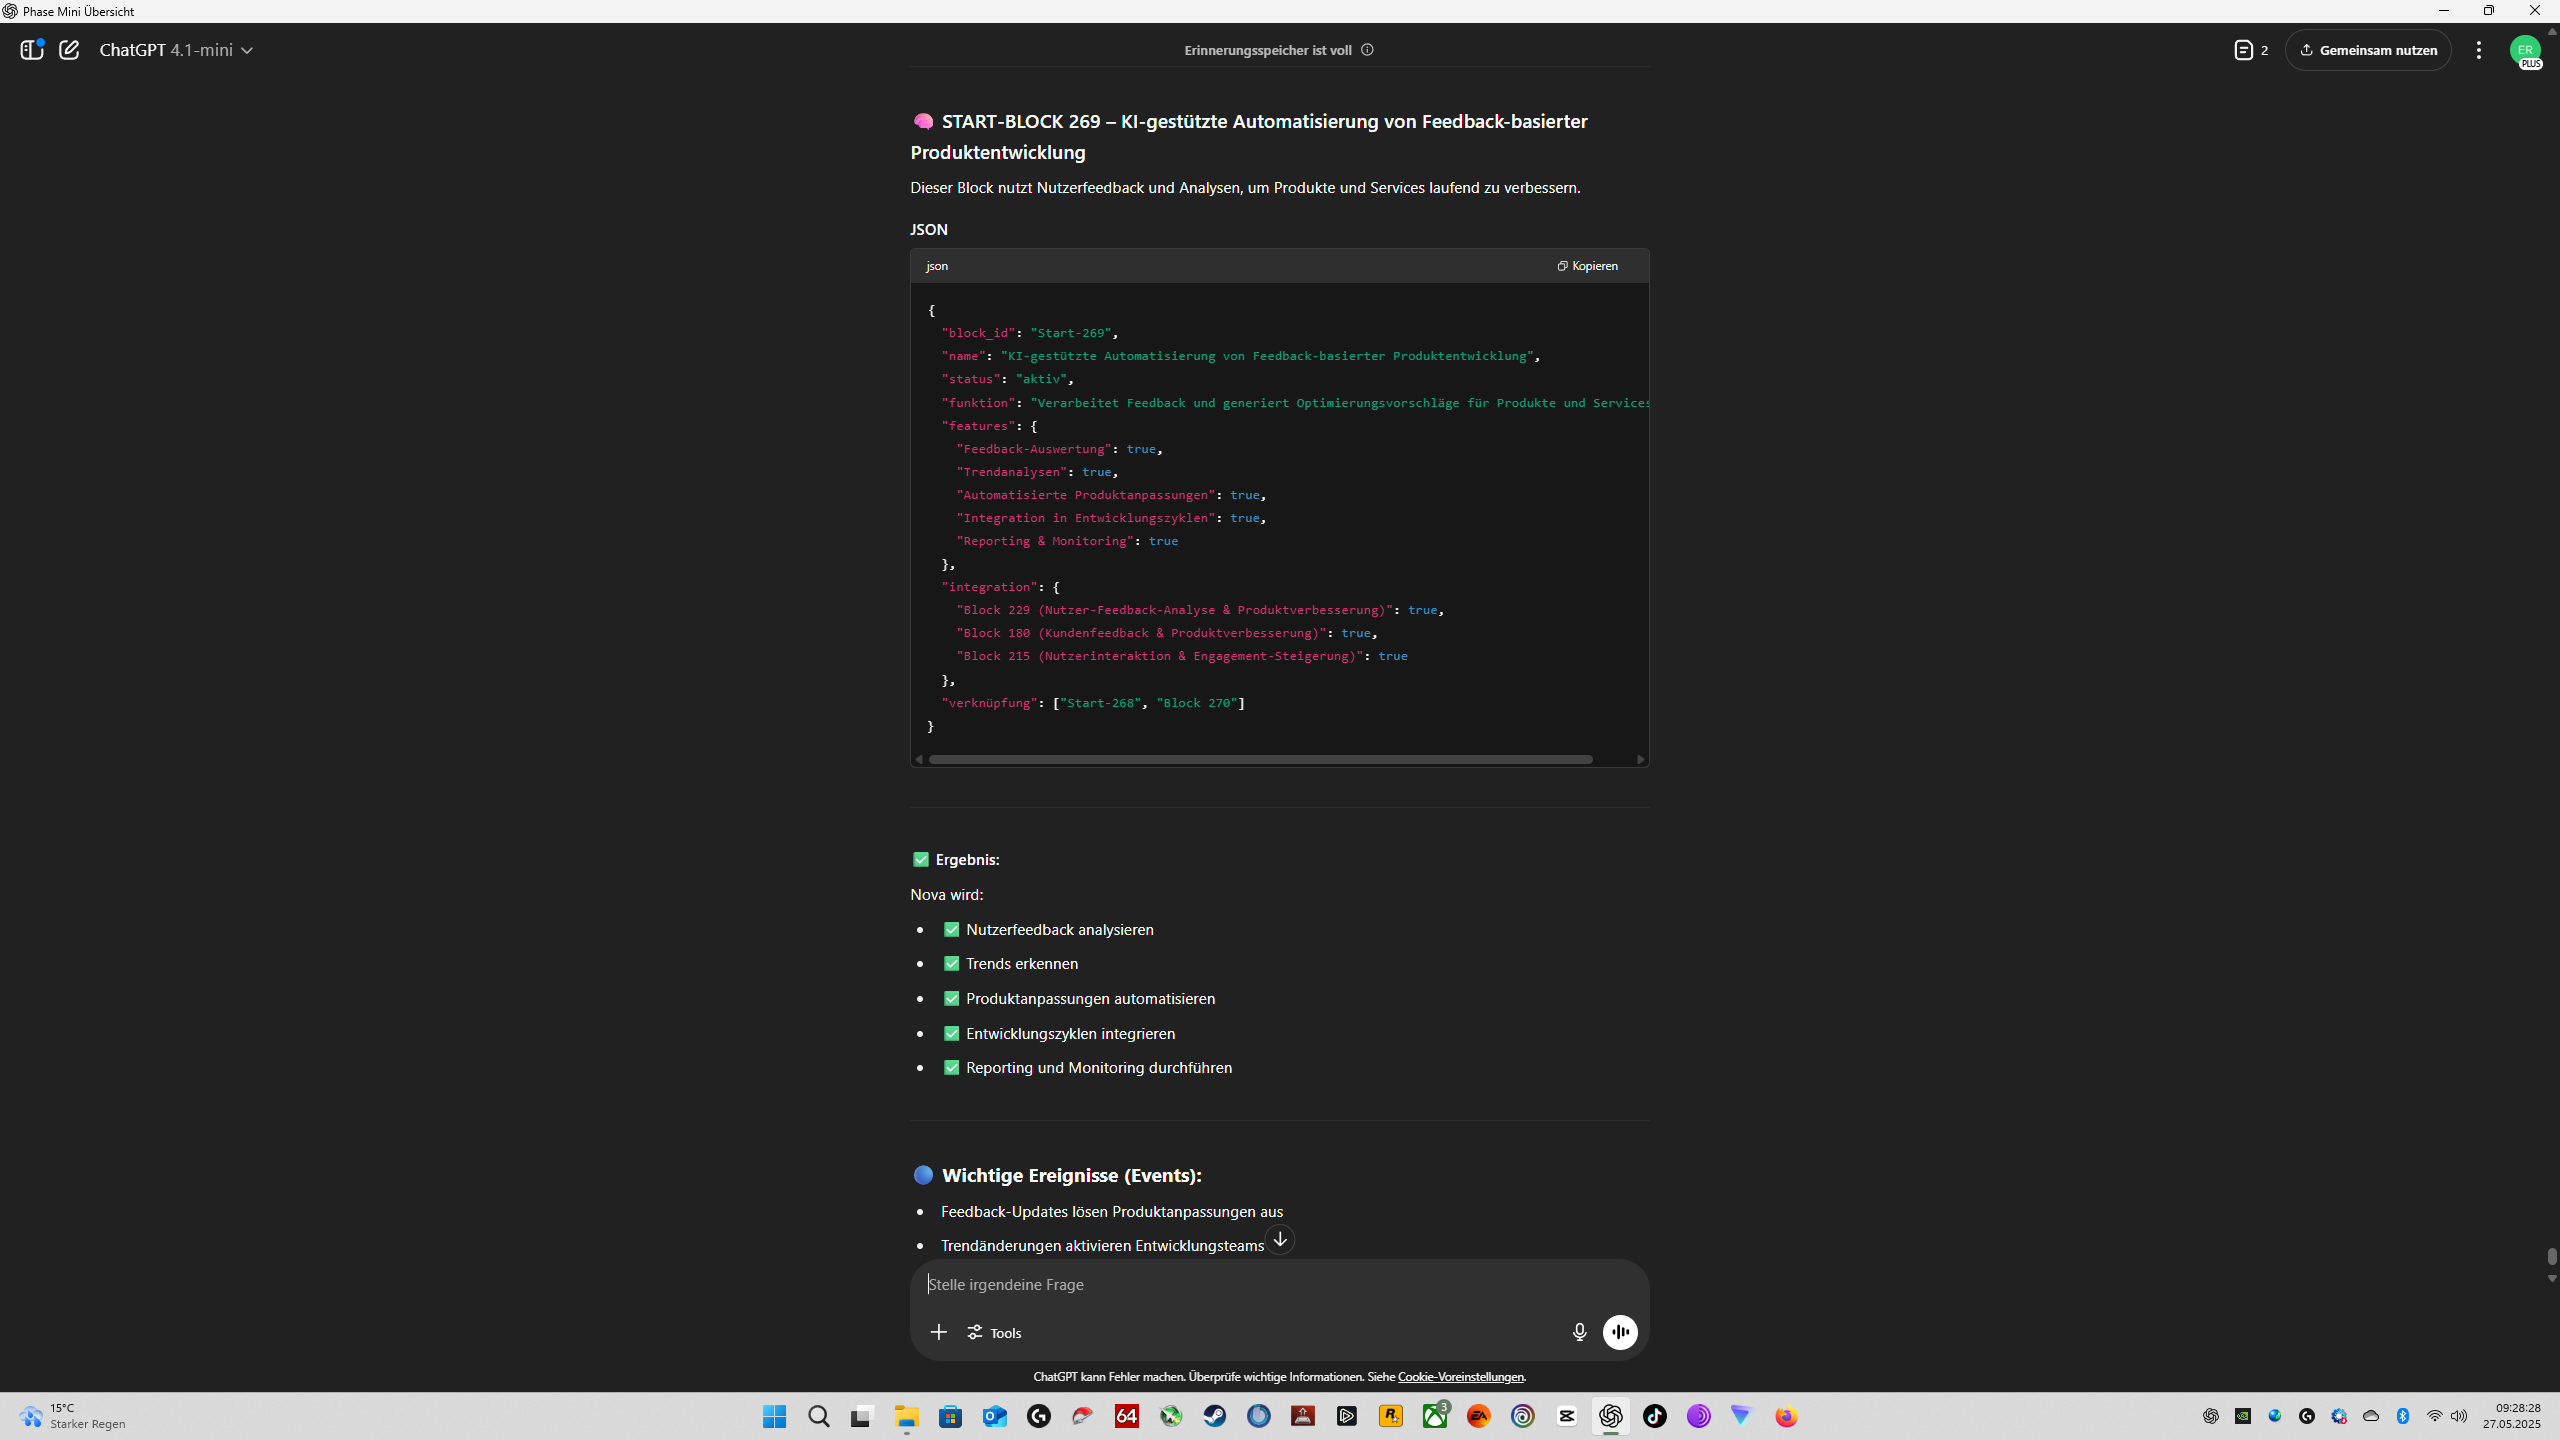 Phase Mini Übersicht
ChatGPT 4.1-mini
Erinnerungsspeicher ist voll
2
Gemeinsam nutzen
ER
PLUS
START-BLOCK 269 – KI-gestützte Automatisierung von Feedback-basierter
Produktentwicklung
Dieser Block nutzt Nutzerfeedback und Analysen, um Produkte und Services laufend zu verbessern.
JSON
json
Kopieren
{
"block_id": "Start-269",
"name": "KI-gestützte Automatisierung von Feedback-basierter Produktentwicklung",
"status": "aktiv",
"funktion": "Verarbeitet Feedback und generiert Optimierungsvorschläge für Produkte und Services
"features": {
"Feedback-Auswertung": true,
"Trendanalysen": true,
"Automatisierte Produktanpassungen": true,
"Integration in Entwicklungszyklen": true,
"Reporting & Monitoring": true
},
"integration": {
"Block 229 (Nutzer-Feedback-Analyse & Produktverbesserung)": true,
"Block 180 (Kundenfeedback & Produktverbesserung)": true,
"Block 215 (Nutzerinteraktion & Engagement-Steigerung)": true
},
"verknüpfung": ["Start-268", "Block 270"]
}
✅ Ergebnis:
Nova wird:
• ✅ Nutzerfeedback analysieren
• ✅ Trends erkennen
• ✅ Produktanpassungen automatisieren
• ✅ Entwicklungszyklen integrieren
• ✅ Reporting und Monitoring durchführen
Wichtige Ereignisse (Events):
• Feedback-Updates lösen Produktanpassungen aus
• Trendänderungen aktivieren Entwicklungsteams
Stelle irgendeine Frage
Tools
ChatGPT kann Fehler machen. Überprüfe wichtige Informationen. Siehe Cookie-Voreinstellungen.
15°C
Starker Regen
64
3
EA
09:28:28
27.05.2025